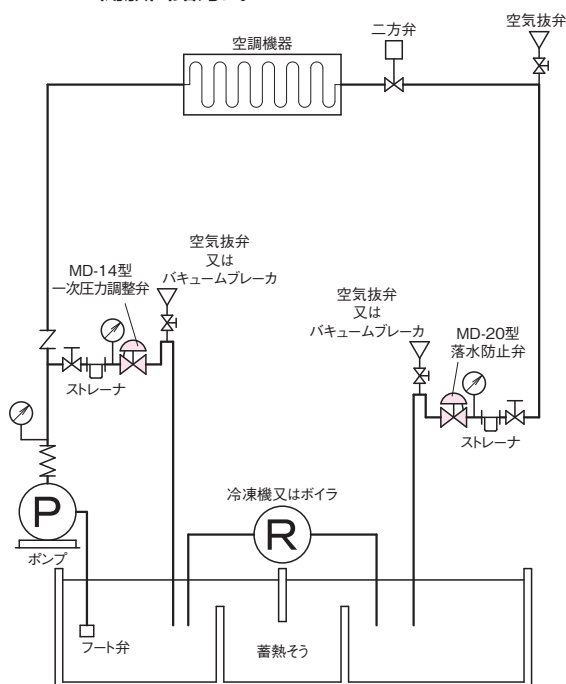 二方弁
空気抜弁
空調機器
空気抜弁
又は
バキュームブレーカ
MD-14型
一次圧力調整弁
空気抜弁
又は
バキュームブレーカ
MD-20型
落水防止弁
ストレーナ
ストレーナ
冷凍機又はボイラ
P
R
ポンプ
フート弁
蓄熱そう